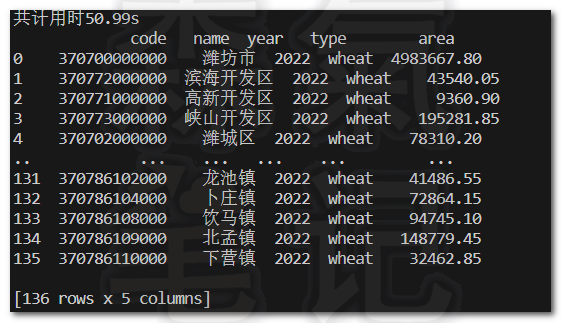 共计用时50.99s
code name year type area
0 370700000000 潍坊市 2022 wheat 4983667.80
1 370772000000 滨海开发区 2022 wheat 43540.05
2 370771000000 高新开发区 2022 wheat 9360.90
3 370773000000 峡山开发区 2022 wheat 195281.85
4 370702000000 潍城区 2022 wheat 78310.20
.. ... ... ... ... ...
131 370786102000 龙池镇 2022 wheat 41486.55
132 370786104000 卜庄镇 2022 wheat 72864.15
133 370786108000 饮马镇 2022 wheat 94745.10
134 370786109000 北孟镇 2022 wheat 148779.45
135 370786110000 下营镇 2022 wheat 32462.85
[136 rows x 5 columns]